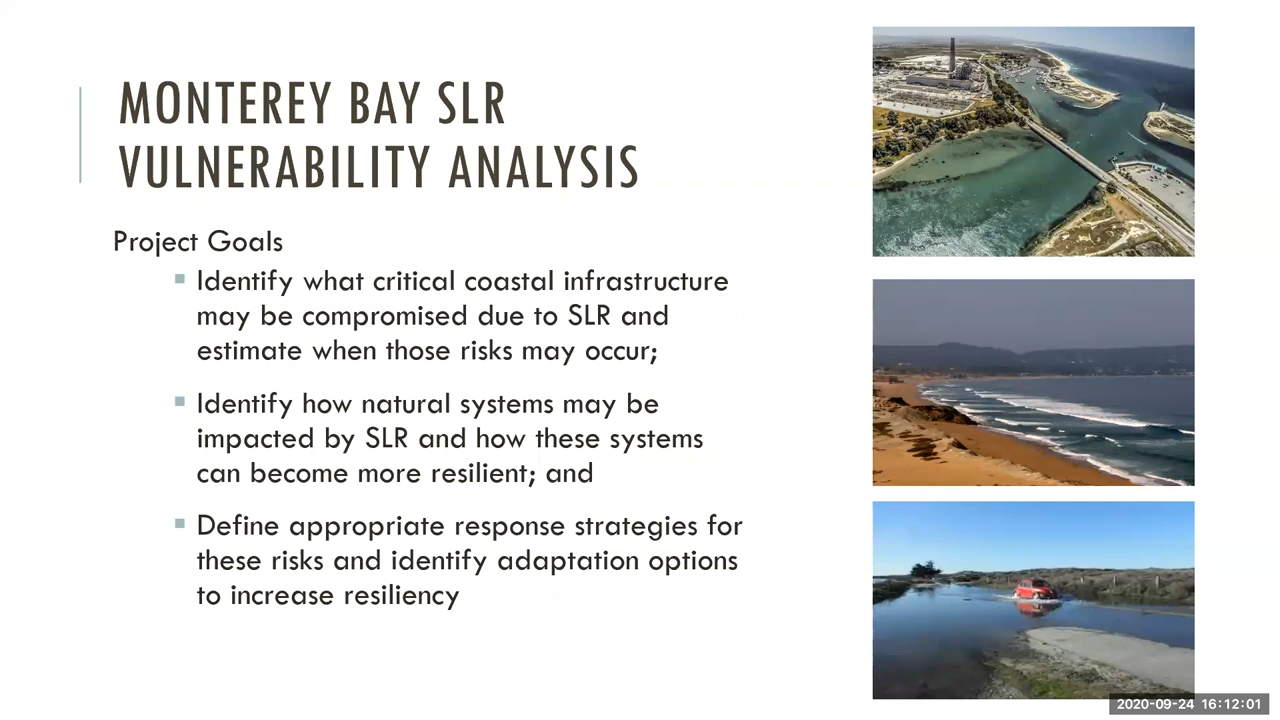 MONTEREY BAY SLR
VULNERABILITY ANALYSIS
Project Goals
Identify what critical coastal infrastructure
may be compromised due to SLR and
estimate when those risks may occur;
Identify how natural systems may be
impacted by SLR and how these systems
can become more resilient; and
Define appropriate response strategies for
these risks and identify adaptation options
to increase resiliency
2020-09-24 16:12:01